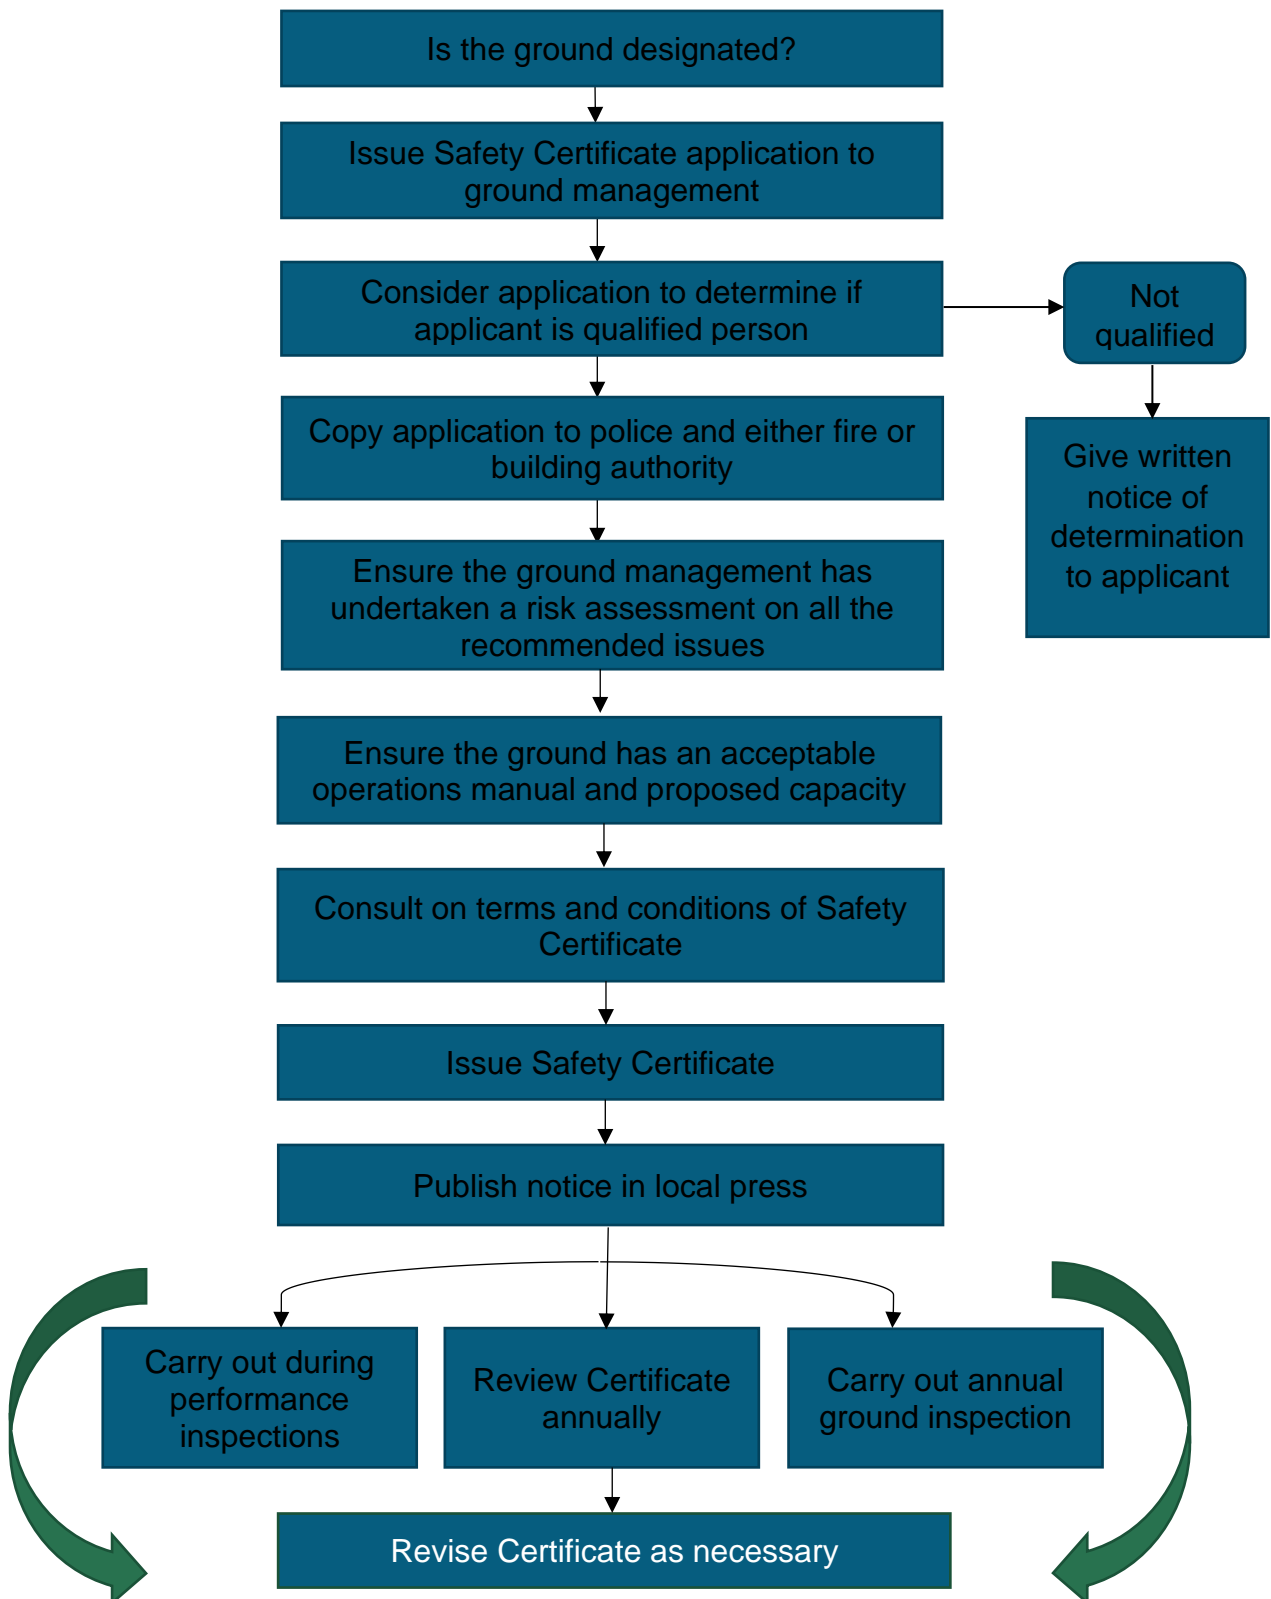 Is the ground designated?
Issue Safety Certificate application to
ground management
Consider application to determine if
applicant is qualified person
Not
qualified
Copy application to police and either fire or
building authority
Give written
notice of
determination
to applicant
Ensure the ground management has
undertaken a risk assessment on all the
recommended issues
Ensure the ground has an acceptable
operations manual and proposed capacity
Consult on terms and conditions of Safety
Certificate
Issue Safety Certificate
Publish notice in local press
Carry out during
performance
inspections
Review Certificate
annually
Carry out annual
ground inspection
Revise Certificate as necessary